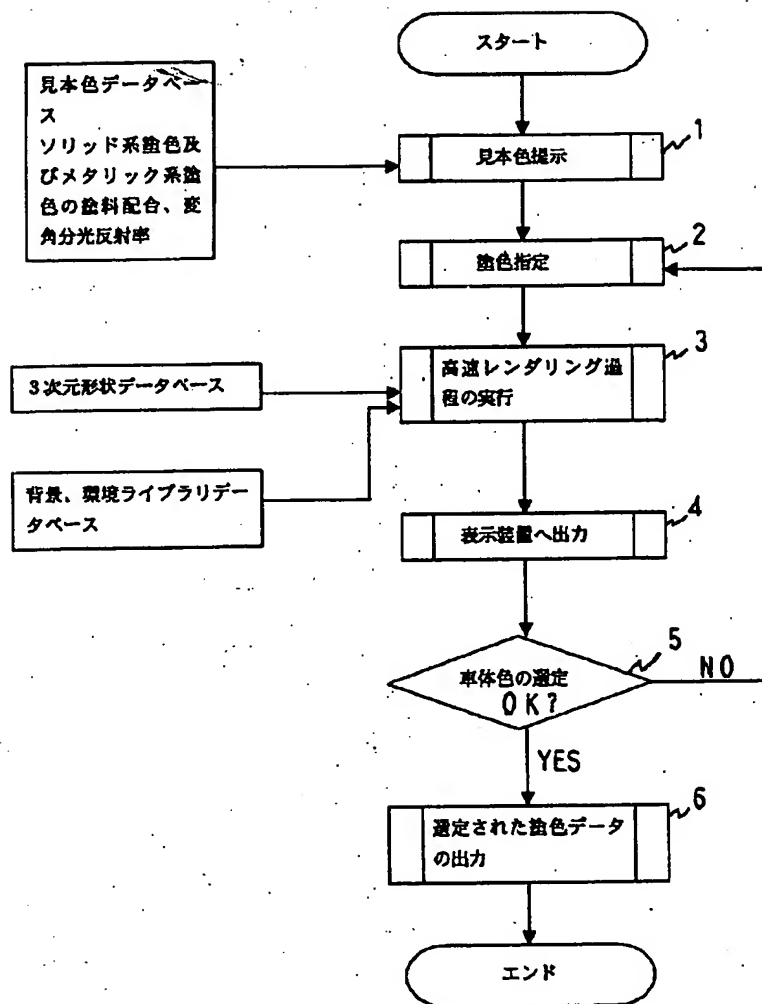 スタート
見本色データベー
ス
ソリッド系塗色及
びメタリック系塗
色の塗料配合、変
角分光反射率
1
見本色提示
2
塗色指定
3
高速レンダリング過
程の実行
3次元形状データベース
背景、環境ライブラリデー
タベース
4
表示装置へ出力
5
車体色の選定
OK?
NO
YES
6
選定された塗色データ
の出力
エンド